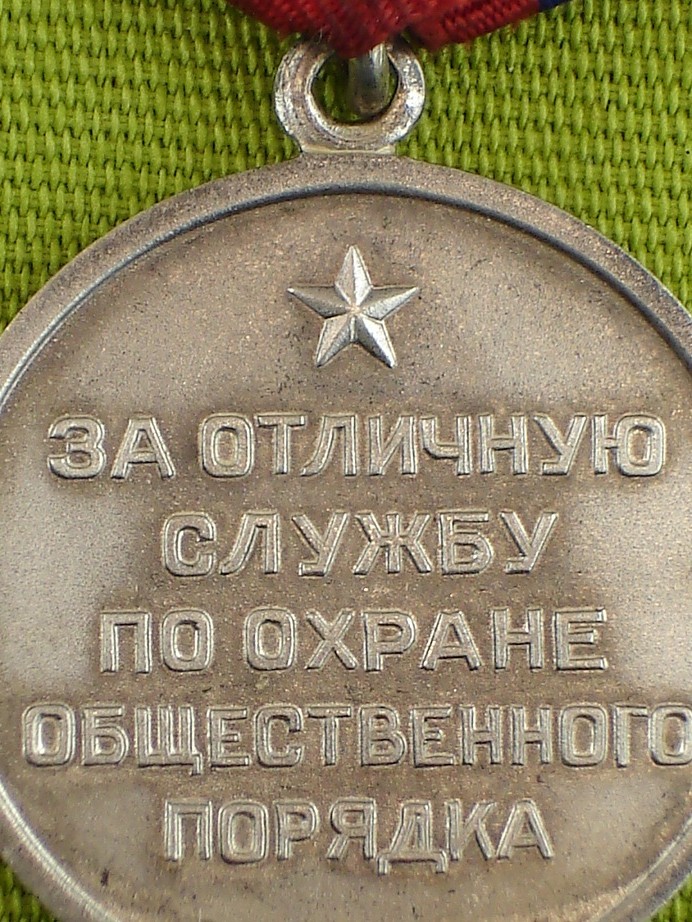 ЗА ОТЛИЧНУЮ
СЛУЖБУ
ПО ОХРАНЕ
ОБЩЕСТВЕННОГО
ПОРЯДКА